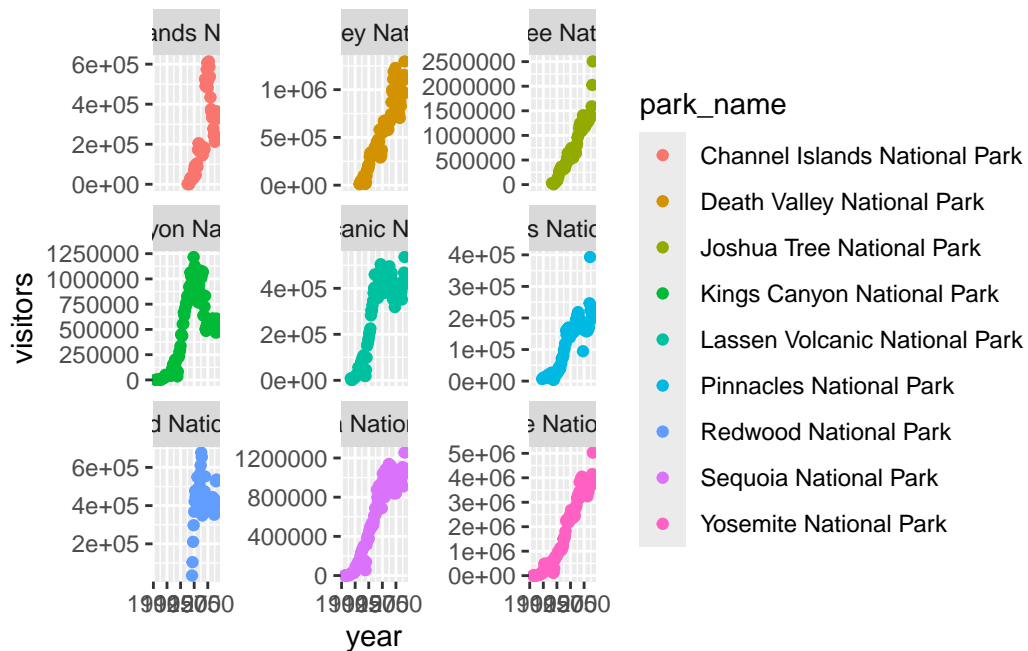 ands N
ey Nat
ee Nat
6e+05
4e+05
2e+05
0e+00
1e+06
5e+05
0e+00
2500000
2000000
1500000
1000000
500000
0
yon Na
canic N
s Natio
1250000
1000000
750000
500000
250000
0
4e+05
2e+05
0e+00
4e+05
3e+05
2e+05
1e+05
0e+00
d Natio
a Nation
e Nation
6e+05
4e+05
2e+05
1200000
800000
400000
0
5e+06
4e+06
3e+06
2e+06
1e+06
0e+00
visitors
year
park_name
Channel Islands National Park
Death Valley National Park
Joshua Tree National Park
Kings Canyon National Park
Lassen Volcanic National Park
Pinnacles National Park
Redwood National Park
Sequoia National Park
Yosemite National Park